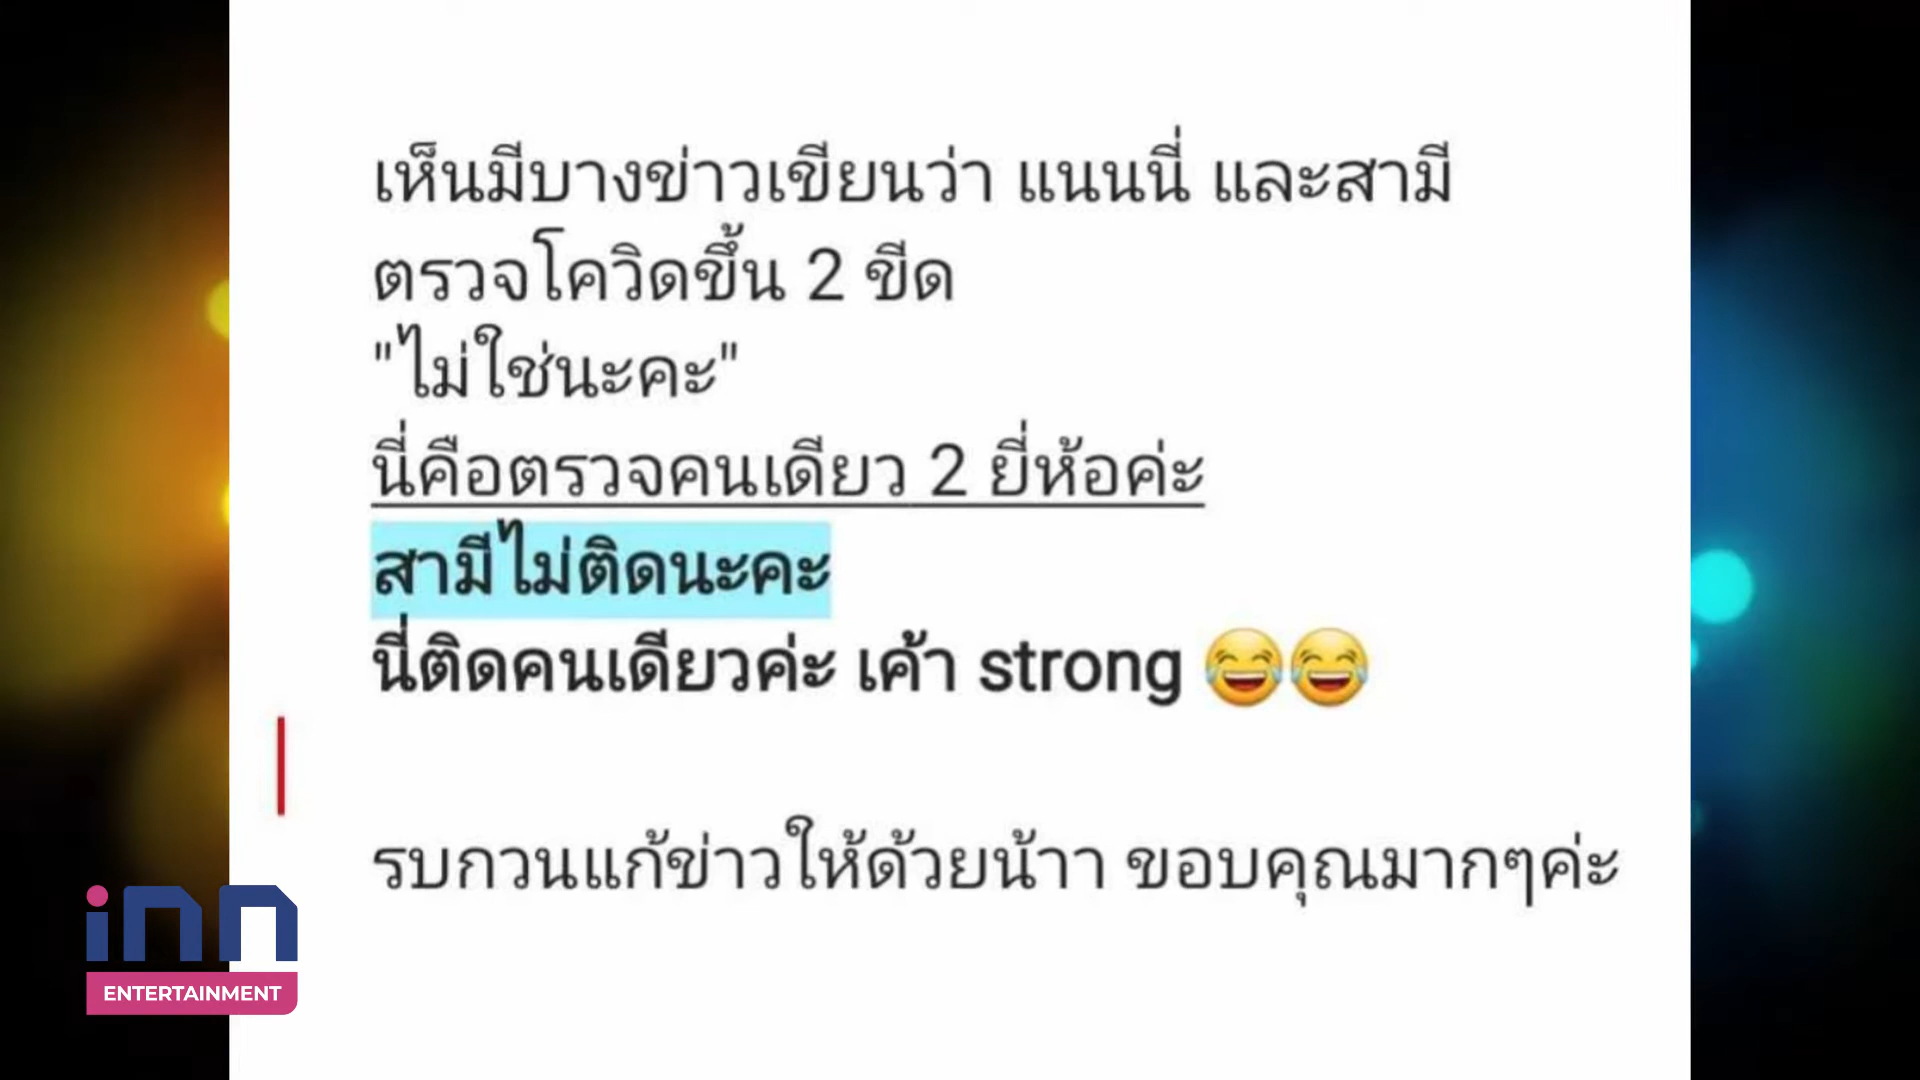 เห็นมีบางข่าวเขียนว่า แนนนี่ และสามี
ตรวจโควิดขึ้น 2 ขีด
"ไม่ใช่นะคะ"
นี่คือตรวจคนเดียว 2 ยี่ห้อค่ะ
สามีไม่ติดนะคะ
นี่ติดคนเดียวค่ะ เค้า strong 😂😂
รบกวนแก้ข่าวให้ด้วยน้าา ขอบคุณมากๆค่ะ
inn
ENTERTAINMENT